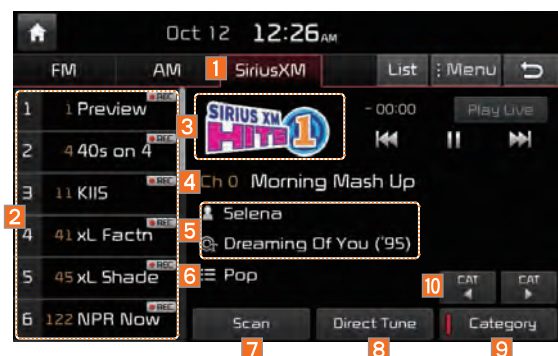 Oct 12 12:26 AM
FM AM 1 SiriusXM List Menu
2
1 1 Preview REC
2 4 40s on 4 REC
3 11 KIIS REC
4 41 xL Factn REC
5 45 xL Shade REC
6 122 NPR Now REC
3 SIRIUS XM HITS 1
- 00:00 Play Live
4 Ch 0 Morning Mash Up
5 Selena
Dreaming Of You ('95)
6 Pop
10 CAT CAT
Scan Direct Tune Category
7 8 9